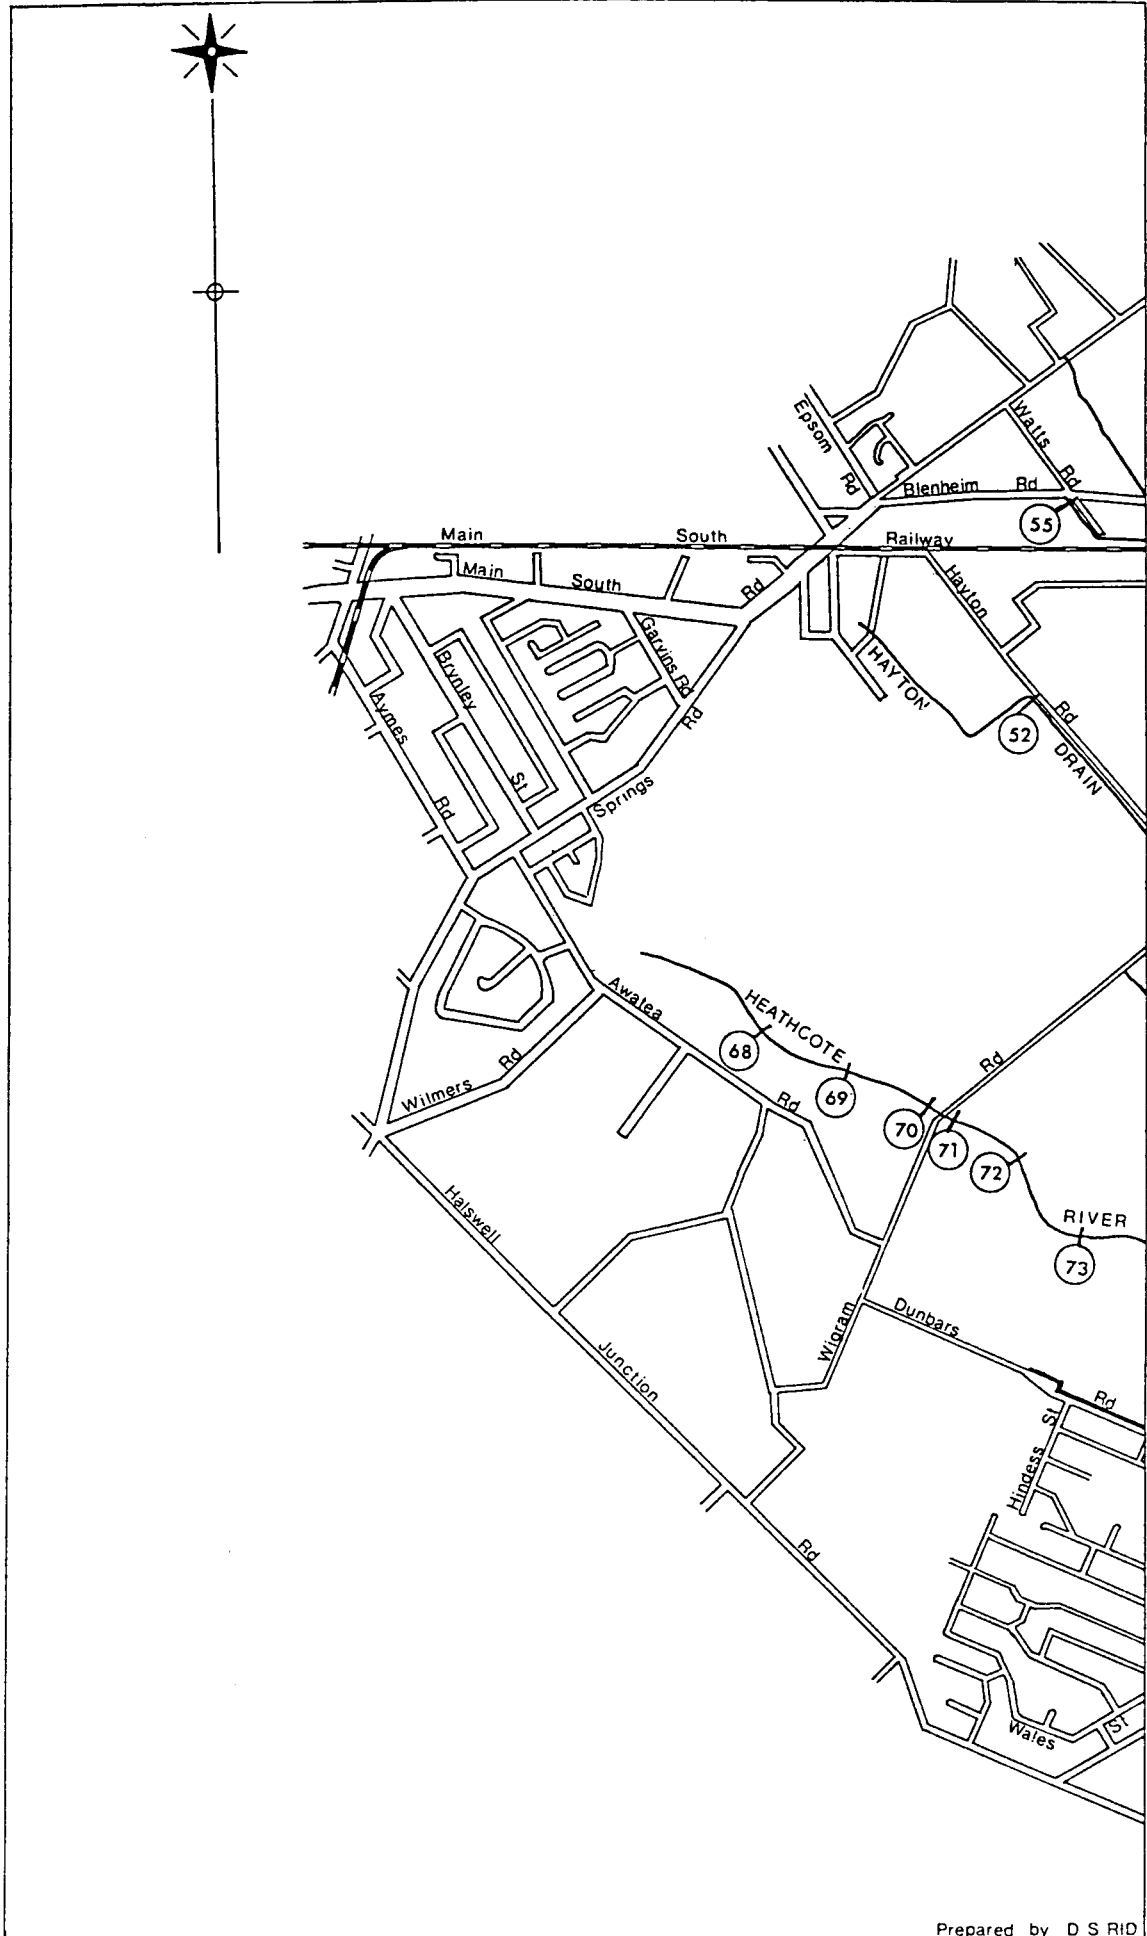 Epsom Rd
Watts Rd
Blenheim Rd
55
Main South Railway
Main South Rd
Hayton Rd
Garvins Rd
HAYTON DRAIN
52
Brynley St
Aymes Rd
Springs Rd
Awatea Rd
HEATHCOTE RIVER
68
69
70
71
72
73
Wilmers Rd
Halswell Junction Rd
Wigram Rd
Dunbars Rd
Hindess St
Wales St
Prepared by D S RID